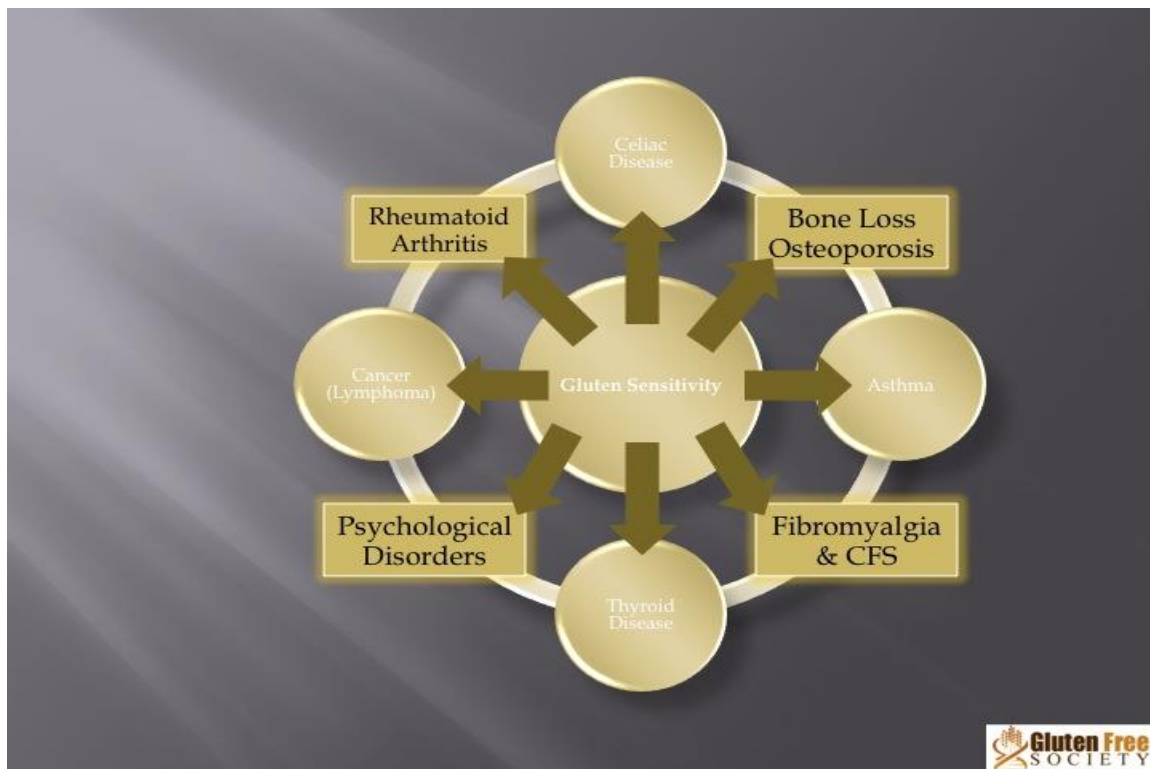 Celiac
Disease
Rheumatoid
Arthritis
Bone Loss
Osteoporosis
Cancer
(Lymphoma)
Gluten Sensitivity
Asthma
Psychological
Disorders
Fibromyalgia
& CFS
Thyroid
Disease
Gluten Free
SOCIETY